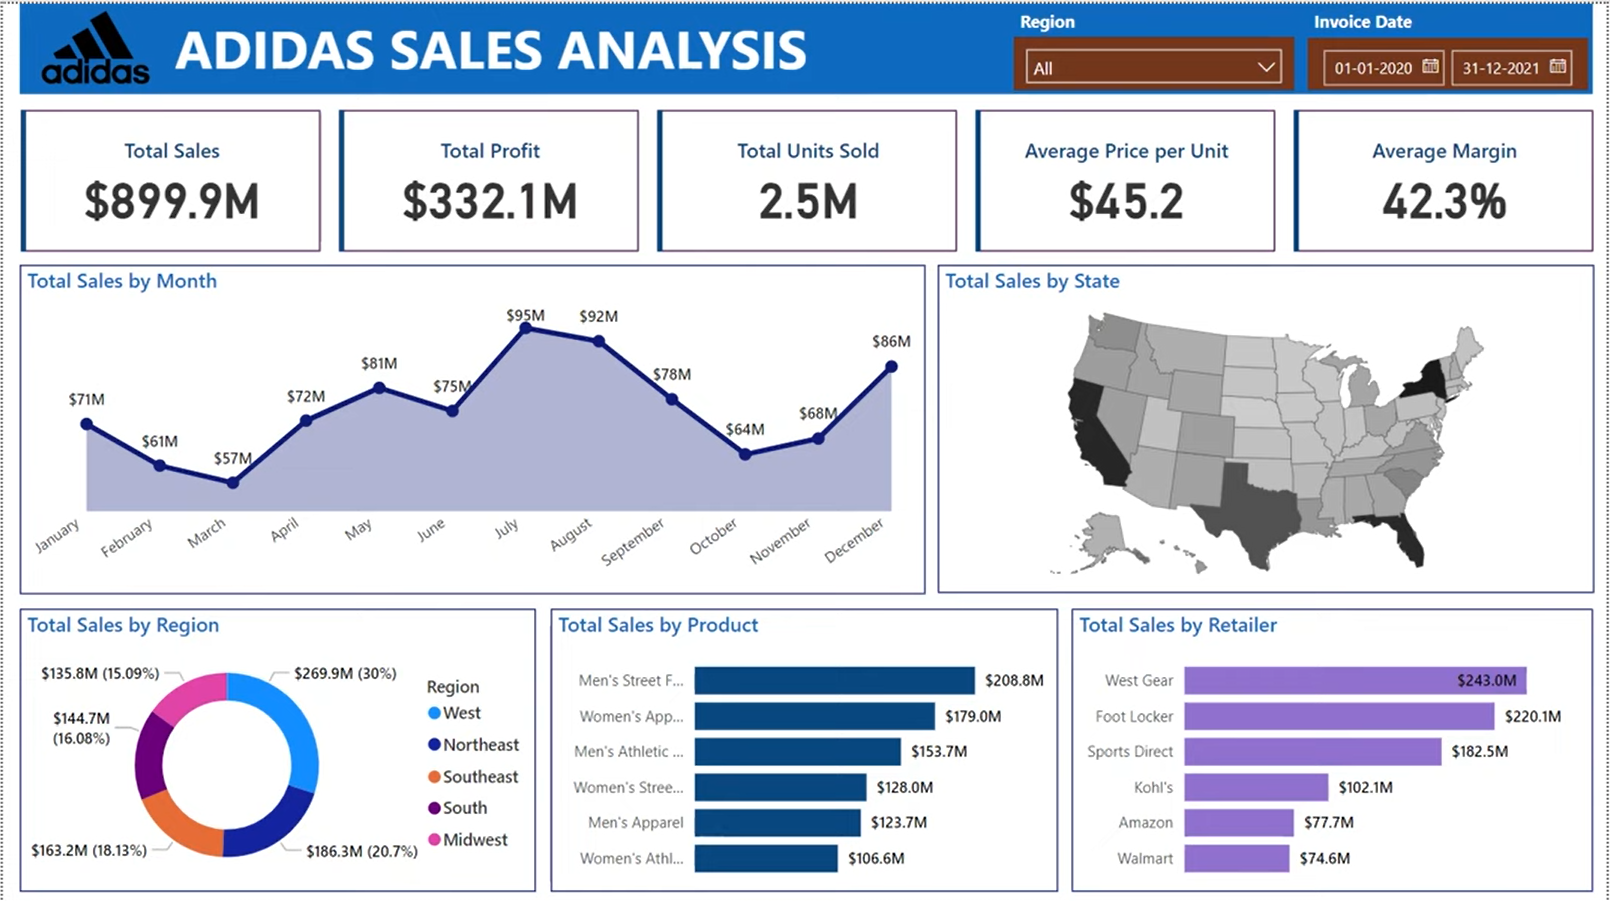 adidas
ADIDAS SALES ANALYSIS
Region
All
Invoice Date
01-01-2020
31-12-2021
Total Sales
$899.9M
Total Profit
$332.1M
Total Units Sold
2.5M
Average Price per Unit
$45.2
Average Margin
42.3%
Total Sales by Month
$71M
$61M
$57M
$72M
$81M
$75M
$95M
$92M
$78M
$64M
$68M
$86M
January
February
March
April
May
June
July
August
September
October
November
December
Total Sales by State
Total Sales by Region
$135.8M (15.09%)
$269.9M (30%)
$144.7M
(16.08%)
$163.2M (18.13%)
$186.3M (20.7%)
Region
West
Northeast
Southeast
South
Midwest
Total Sales by Product
Men's Street F... $208.8M
Women's App... $179.0M
Men's Athletic ... $153.7M
Women's Stree... $128.0M
Men's Apparel $123.7M
Women's Athl... $106.6M
Total Sales by Retailer
West Gear $243.0M
Foot Locker $220.1M
Sports Direct $182.5M
Kohl's $102.1M
Amazon $77.7M
Walmart $74.6M